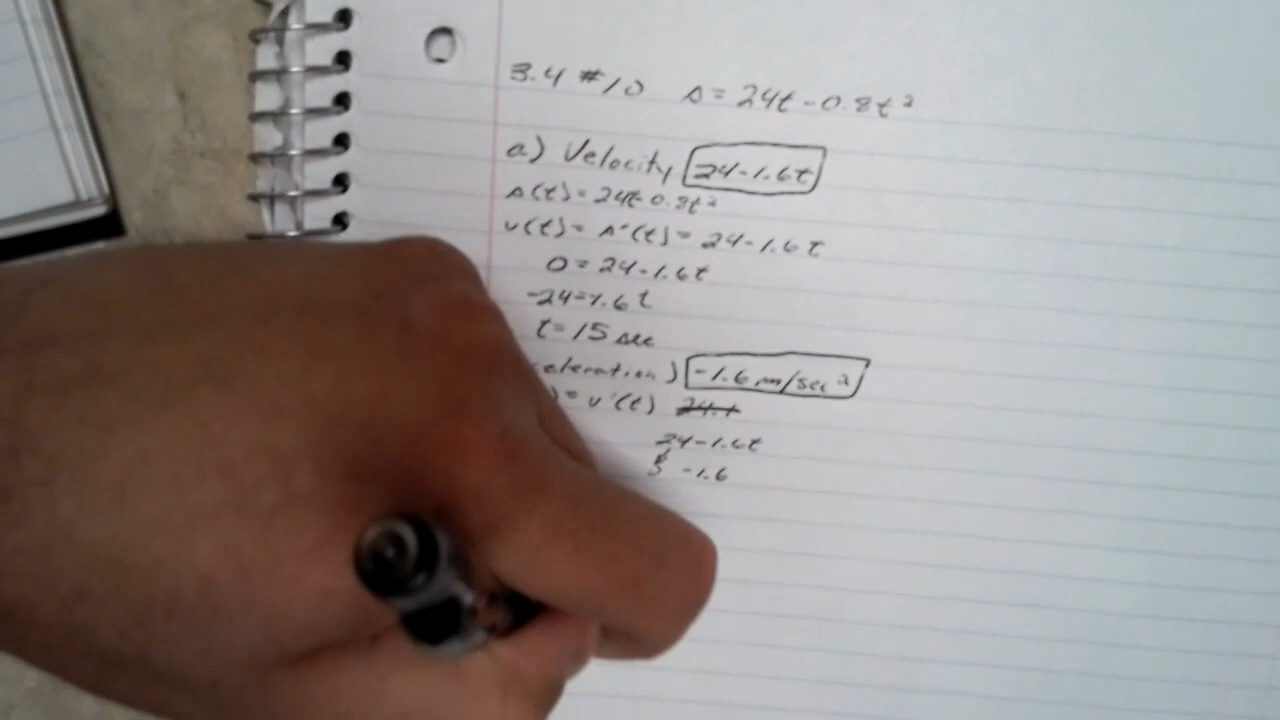 3.4 #10 s=24t-0.8t²
a) Velocity 24-1.6t
s(t)=24t-0.8t²
v(t)=s'(t)=24-1.6t
0=24-1.6t
-24=-1.6t
t=15 sec
celeration) -1.6 m/sec²
)=v'(t)
24-1.6t
-1.6